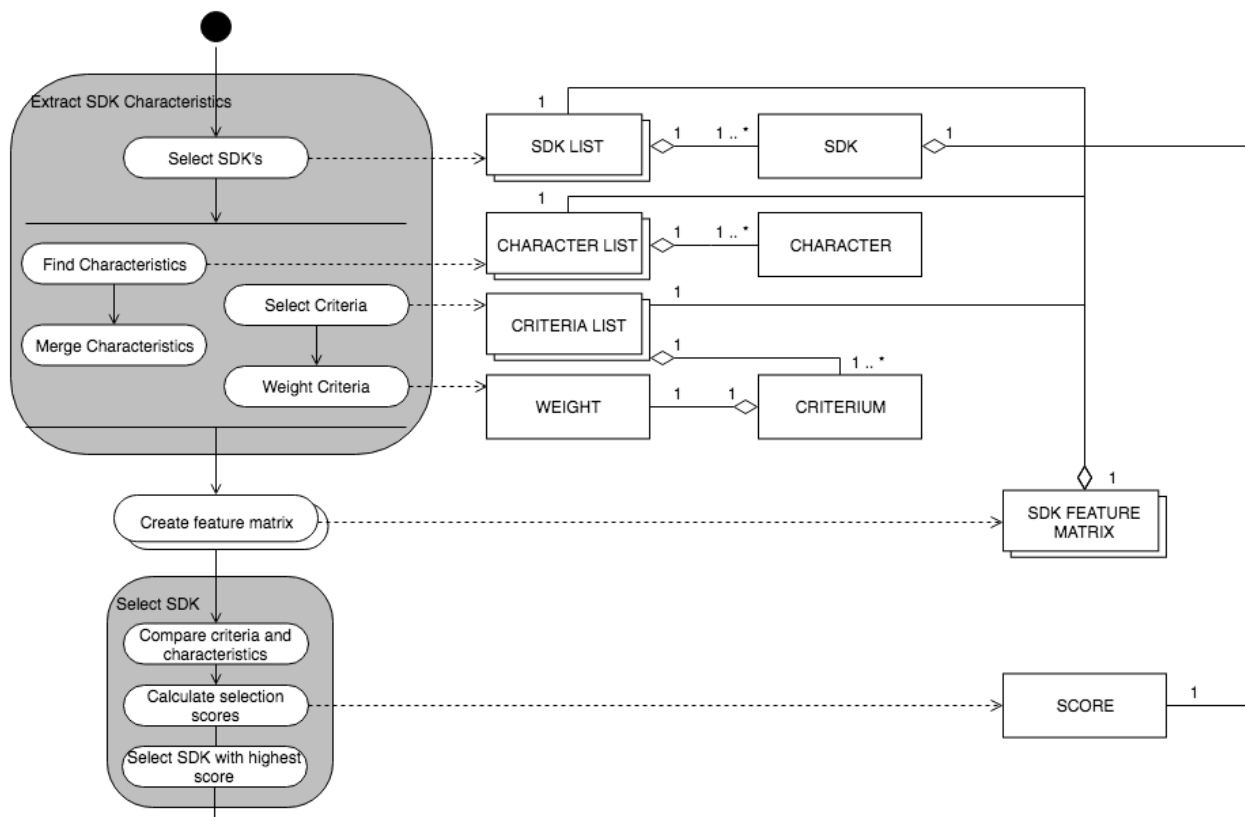 Extract SDK Characteristics
1
Select SDK's
SDK LIST
1
1 .. *
SDK
1
1
Find Characteristics
CHARACTER LIST
1
1 .. *
CHARACTER
Select Criteria
CRITERIA LIST
1
Merge Characteristics
1
1 .. *
Weight Criteria
WEIGHT
1
1
CRITERIUM
1
Create feature matrix
SDK FEATURE
MATRIX
Select SDK
Compare criteria and
characteristics
Calculate selection
scores
SCORE
1
Select SDK with highest
score